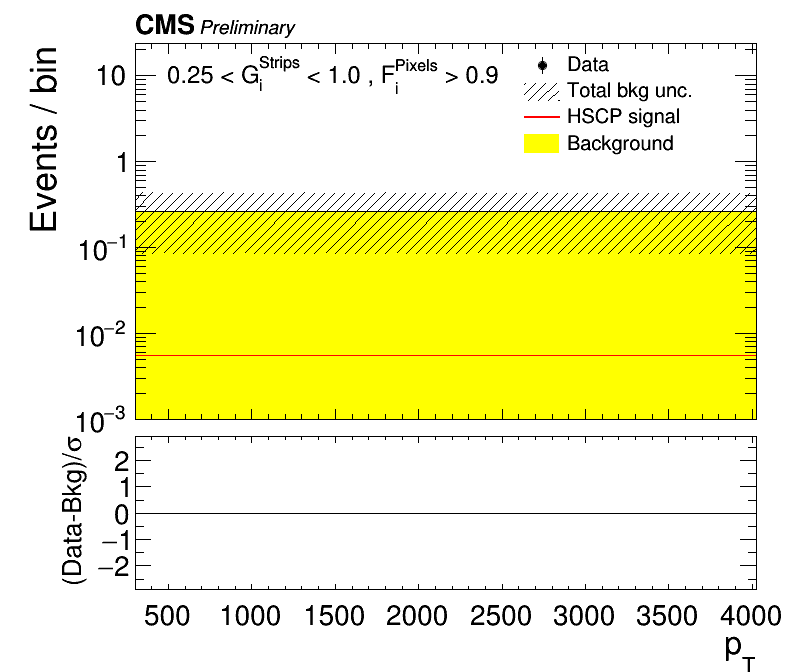 CMS Preliminary
0.25 < G_i^Strips < 1.0 , F_i^Pixels > 0.9
Data
Total bkg unc.
HSCP signal
Background
Events / bin
10
1
10^−1
10^−2
10^−3
(Data-Bkg)/σ
2
1
0
−1
−2
500 1000 1500 2000 2500 3000 3500 4000
p_T